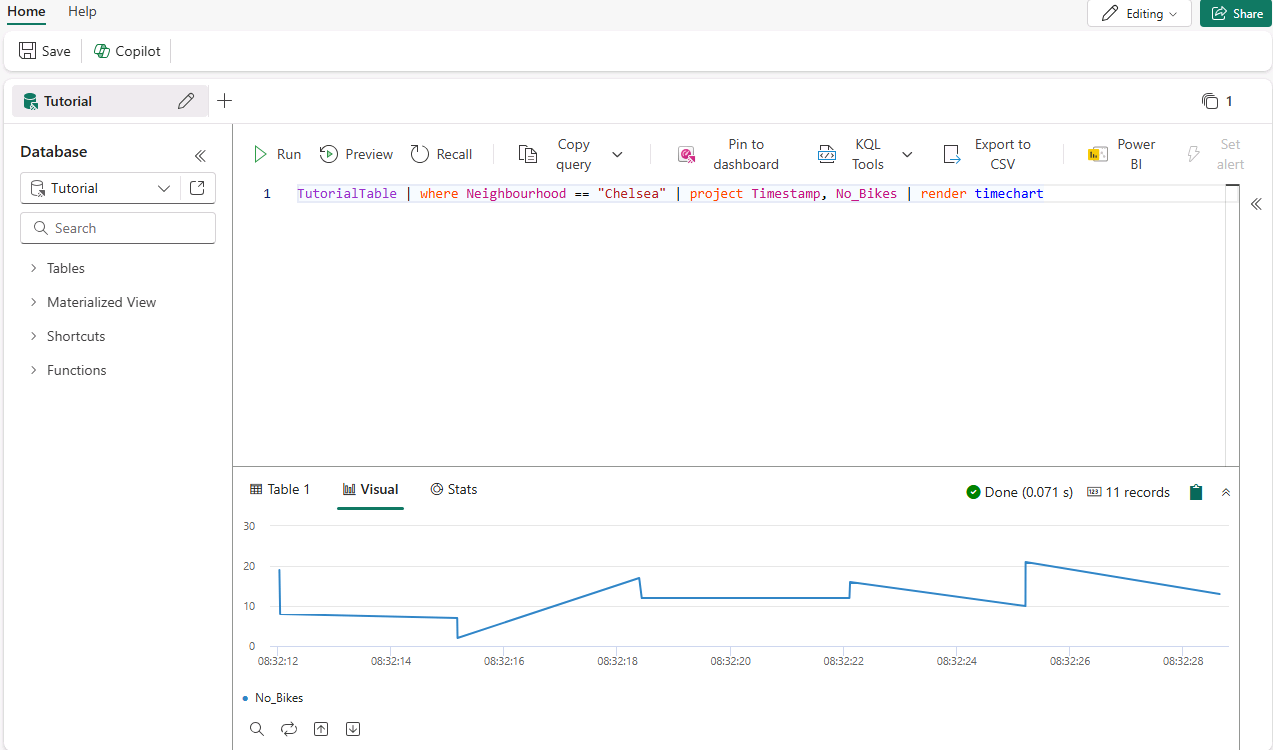 Home Help Editing Share
Save Copilot
Tutorial 1
Database
Tutorial
Search
Tables
Materialized View
Shortcuts
Functions
Run Preview Recall Copy query Pin to dashboard KQL Tools Export to CSV Power BI Set alert
1 TutorialTable | where Neighbourhood == "Chelsea" | project Timestamp, No_Bikes | render timechart
Table 1 Visual Stats Done (0.071 s) 123 11 records
30
20
10
0
08:32:12 08:32:14 08:32:16 08:32:18 08:32:20 08:32:22 08:32:24 08:32:26 08:32:28
No_Bikes